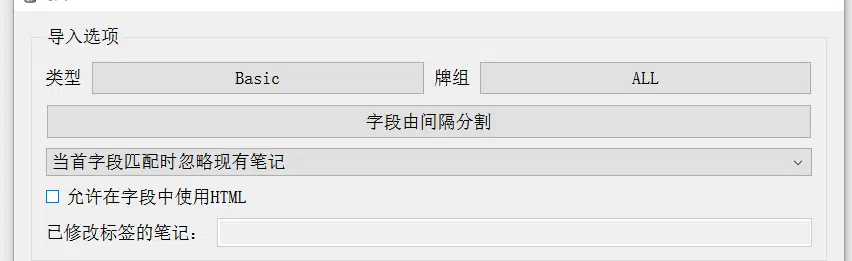 导入选项
类型 Basic 牌组 ALL
字段由间隔分割
当首字段匹配时忽略现有笔记
允许在字段中使用HTML
已修改标签的笔记：